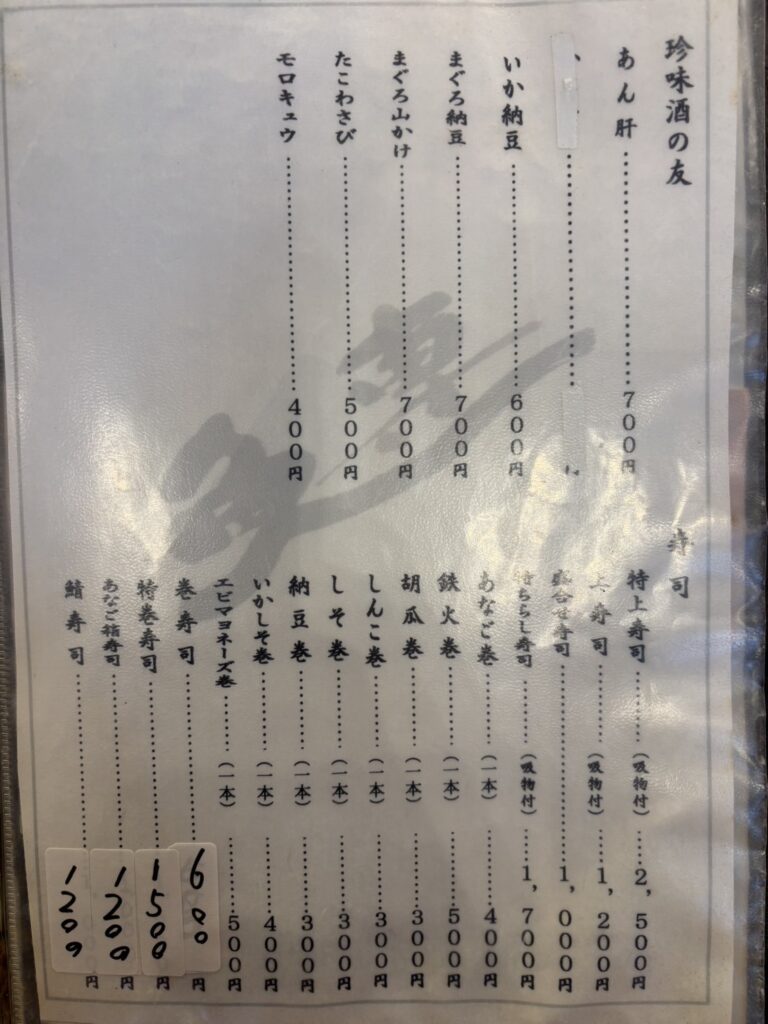 珍味酒の友
あん肝……700円
いか納豆……600円
まぐろ納豆……700円
まぐろ山かけ……700円
たこわさび……500円
モロキュウ……400円
寿司
特上寿司……(吸物付)…2,500円
上寿司……(吸物付)…1,200円
盛合せ寿司……1,000円
特ちらし寿司……(吸物付)…1,700円
あなご巻……(一本)……400円
鉄火巻……(一本)……500円
胡瓜巻……(一本)……300円
しんこ巻……(一本)……300円
しそ巻……(一本)……300円
納豆巻……(一本)……300円
いかしそ巻……(一本)……400円
エビマヨネーズ巻……(一本)……500円
巻寿司……600円
特巻寿司……1500円
あなご箱寿司……1200円
鯖寿司……1200円